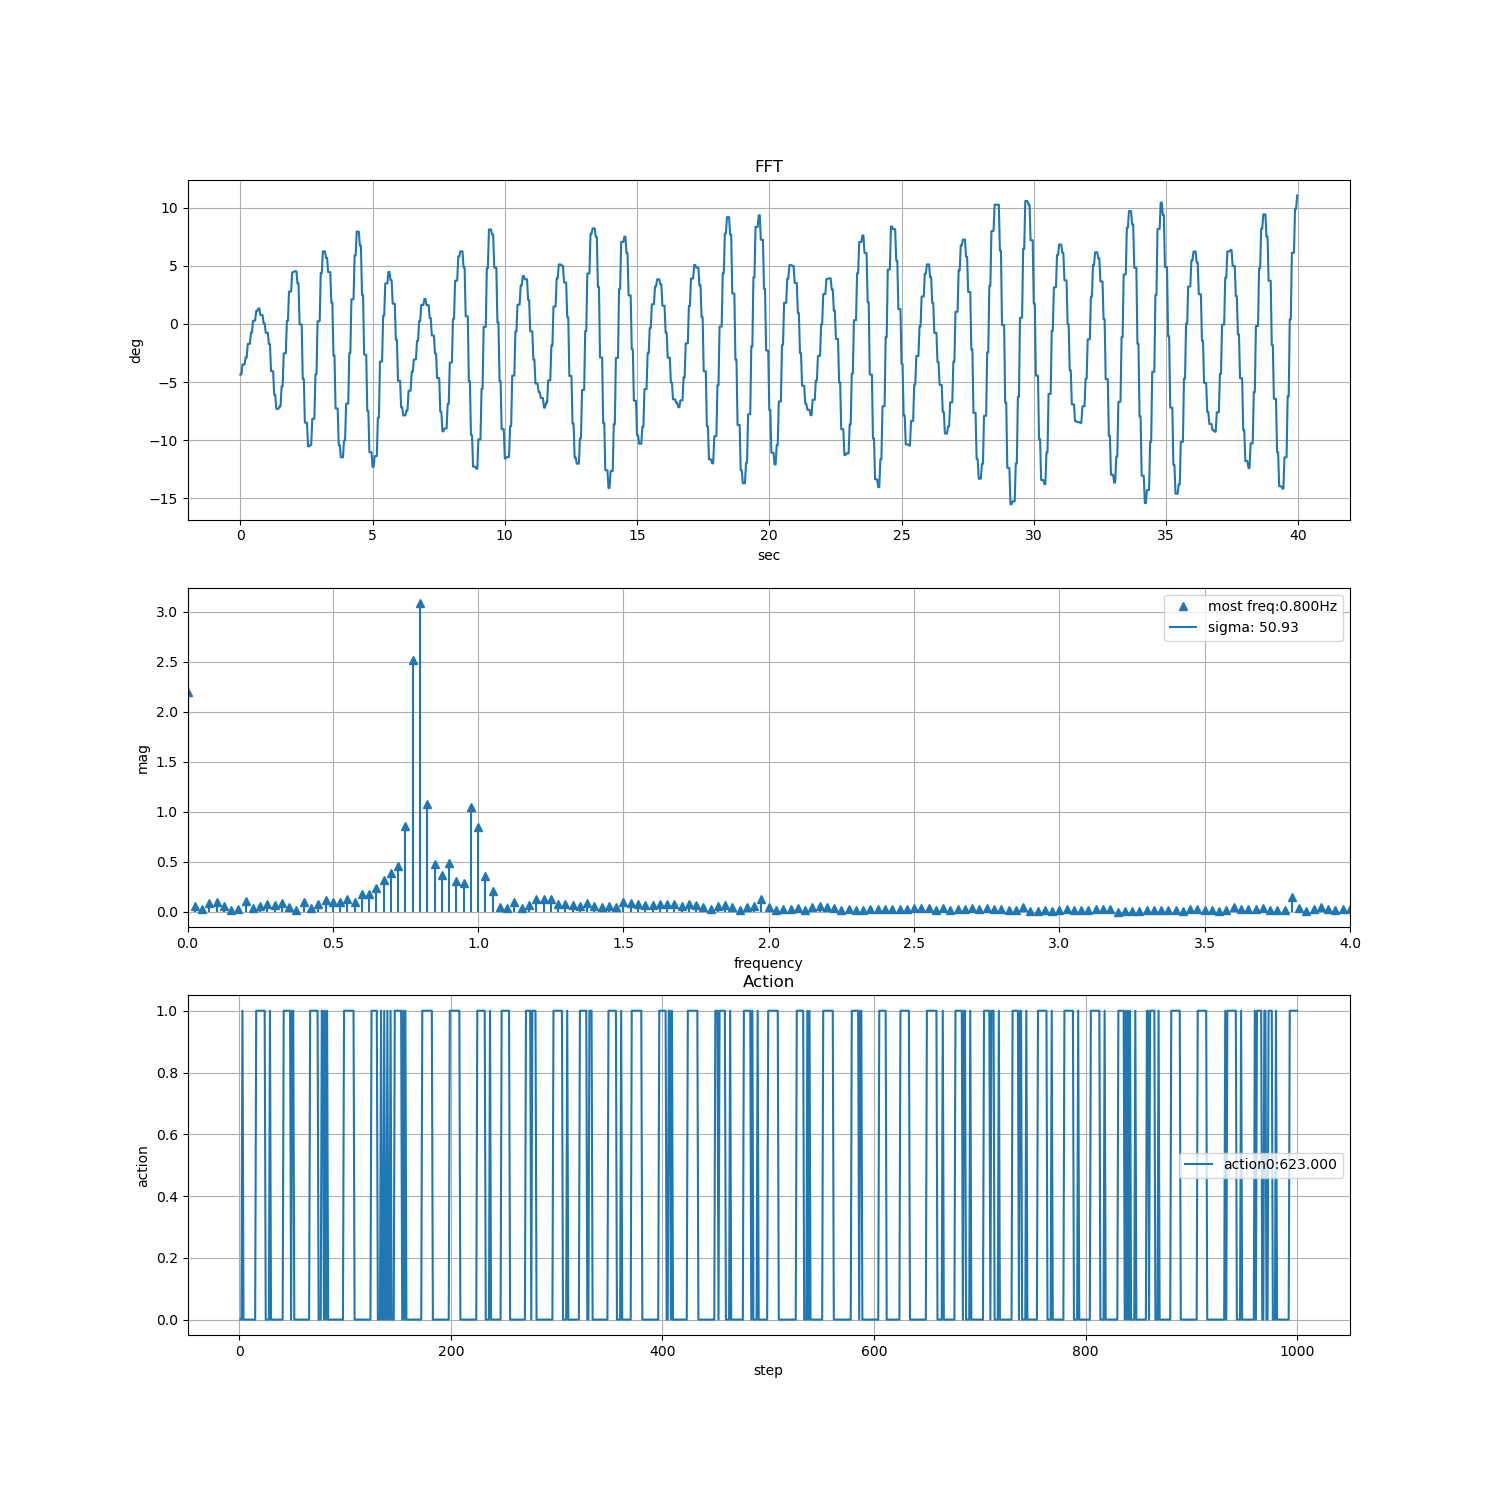 FFT
10
5
0
−5
−10
−15
deg
0 5 10 15 20 25 30 35 40
sec
most freq:0.800Hz
sigma: 50.93
3.0
2.5
2.0
1.5
1.0
0.5
0.0
mag
0.0 0.5 1.0 1.5 2.0 2.5 3.0 3.5 4.0
frequency
Action
1.0
0.8
0.6
0.4
0.2
0.0
action
action0:623.000
0 200 400 600 800 1000
step